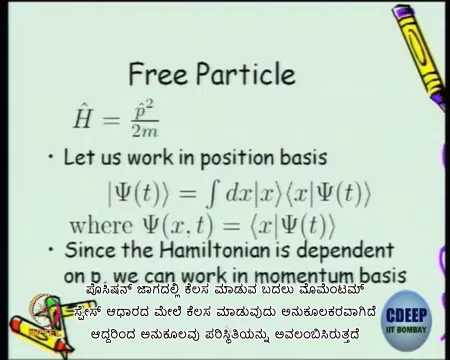 Free Particle
Ĥ = p̂²/2m
• Let us work in position basis
|Ψ(t)⟩ = ∫ dx|x⟩⟨x|Ψ(t)⟩
where Ψ(x, t) = ⟨x|Ψ(t)⟩
• Since the Hamiltonian is dependent
on p, we can work in momentum basis
ಪೊಸಿಷನ್ ಜಾಗದಲ್ಲಿ ಕೆಲಸ ಮಾಡುವ ಬದಲು ಮೊಮೆಂಟಮ್
ಸ್ಪೇಸ್ ಆಧಾರದ ಮೇಲೆ ಕೆಲಸ ಮಾಡುವುದು ಅನುಕೂಲಕರವಾಗಿದೆ
ಆದ್ದರಿಂದ ಅನುಕೂಲವು ಪರಿಸ್ಥಿತಿಯನ್ನು ಅವಲಂಬಿಸಿರುತ್ತದೆ
CDEEP
IIT BOMBAY